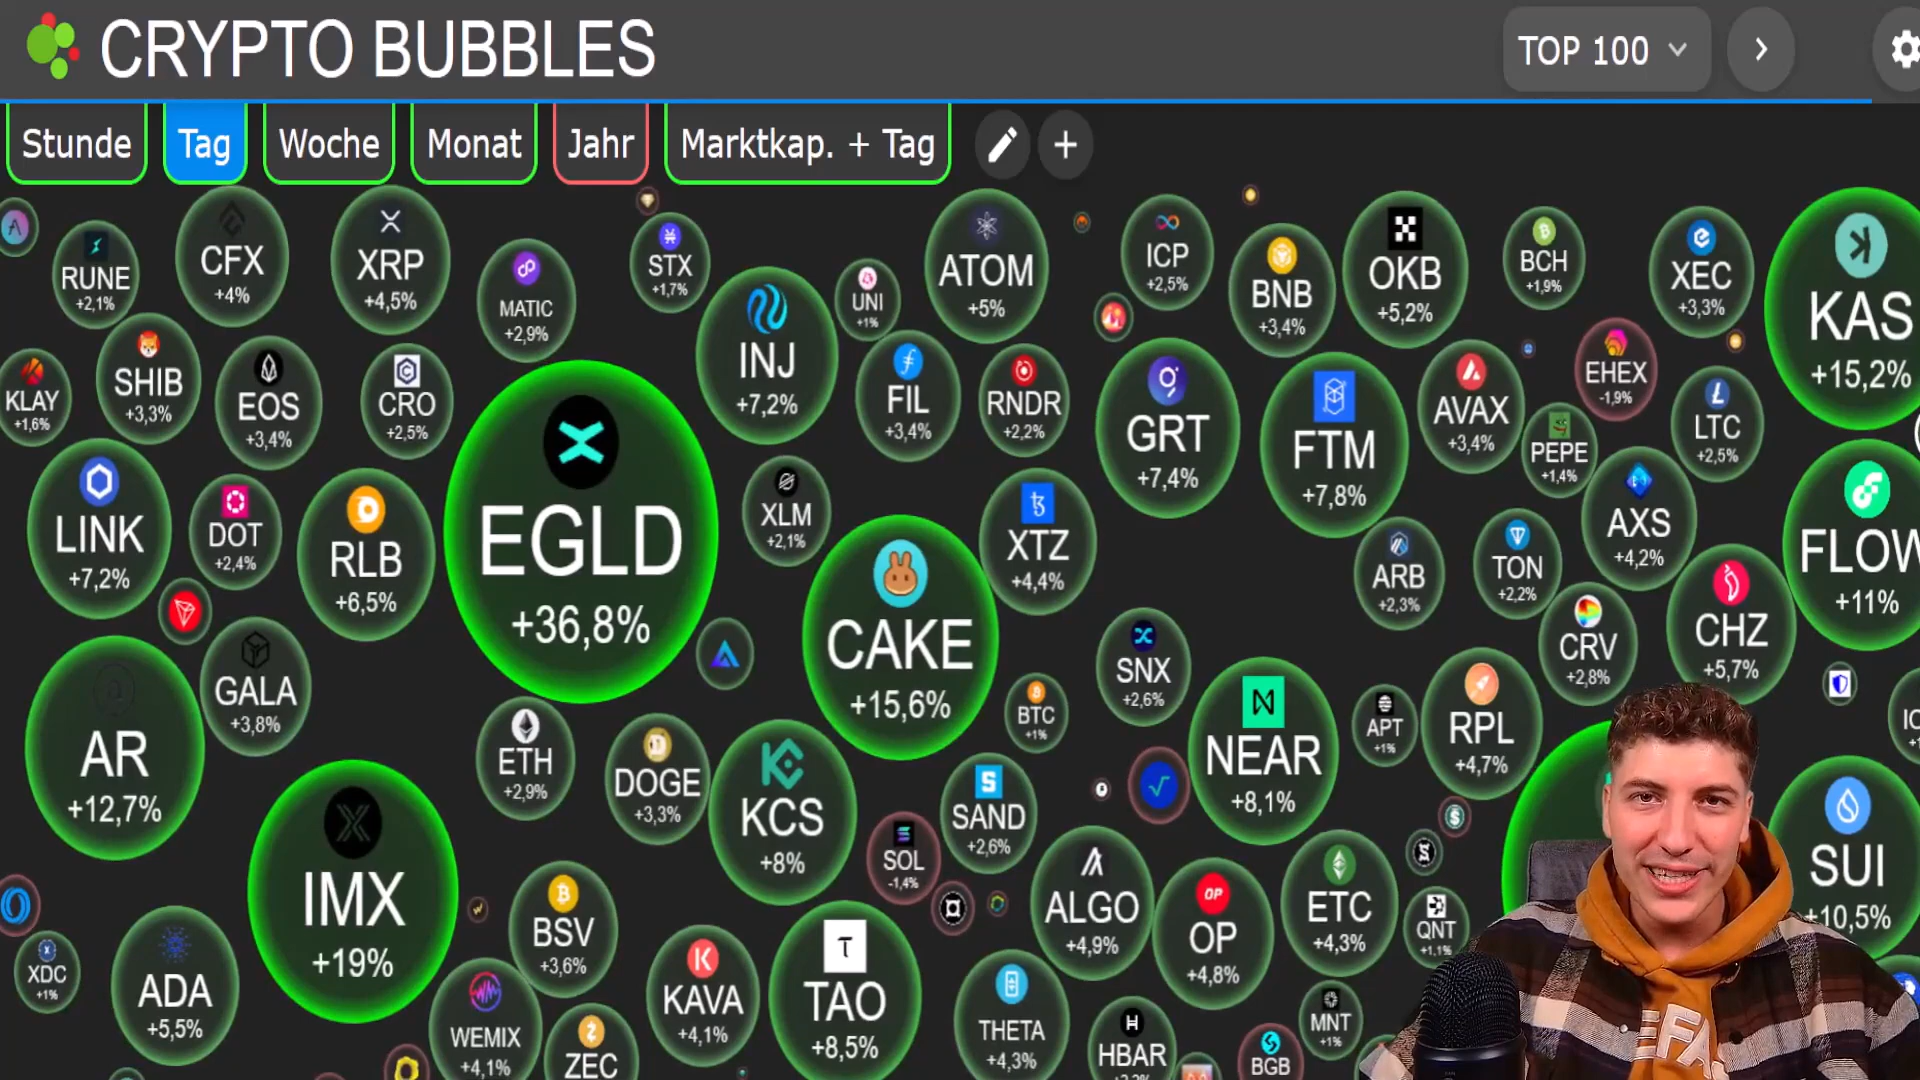 CRYPTO BUBBLES
TOP 100
Stunde
Tag
Woche
Monat
Jahr
Marktkap. + Tag
RUNE
+2,1%
CFX
+4%
XRP
+4,5%
MATIC
+2,9%
STX
+1,7%
INJ
+7,2%
UNI
+1%
ATOM
+5%
ICP
+2,5%
BNB
+3,4%
OKB
+5,2%
BCH
+1,9%
XEC
+3,3%
KAS
+15,2%
KLAY
+1,6%
SHIB
+3,3%
EOS
+3,4%
CRO
+2,5%
FIL
+3,4%
RNDR
+2,2%
GRT
+7,4%
FTM
+7,8%
AVAX
+3,4%
EHEX
-1,9%
PEPE
+1,4%
LTC
+2,5%
LINK
+7,2%
DOT
+2,4%
RLB
+6,5%
EGLD
+36,8%
XLM
+2,1%
CAKE
+15,6%
XTZ
+4,4%
ARB
+2,3%
TON
+2,2%
AXS
+4,2%
FLOW
+11%
CRV
+2,8%
CHZ
+5,7%
AR
+12,7%
GALA
+3,8%
ETH
+2,9%
DOGE
+3,3%
KCS
+8%
BTC
+1%
SNX
+2,6%
NEAR
+8,1%
APT
+1%
RPL
+4,7%
IMX
+19%
SOL
-1,4%
SAND
+2,6%
SUI
+10,5%
XDC
+1%
ADA
+5,5%
BSV
+3,6%
WEMIX
+4,1%
ZEC
KAVA
+4,1%
TAO
+8,5%
ALGO
+4,9%
OP
OP
+4,8%
ETC
+4,3%
QNT
+1,1%
THETA
+4,3%
HBAR
BGB
MNT
+1%